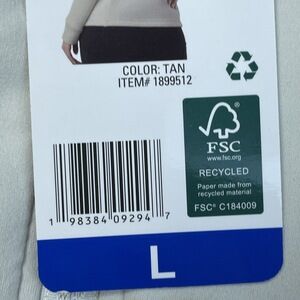 COLOR: TAN
ITEM# 1899512
FSC
www.fsc.org
RECYCLED
Paper made from
recycled material
FSC® C184009
1 98384 09294 7
L